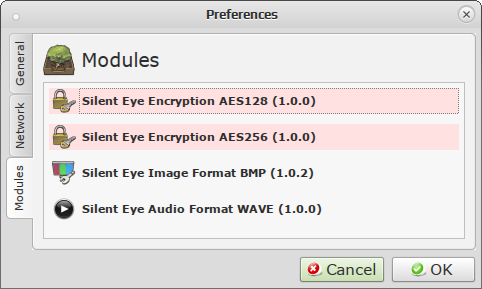 Preferences
General
Network
Modules
Modules
Silent Eye Encryption AES128 (1.0.0)
Silent Eye Encryption AES256 (1.0.0)
Silent Eye Image Format BMP (1.0.2)
Silent Eye Audio Format WAVE (1.0.0)
Cancel
OK